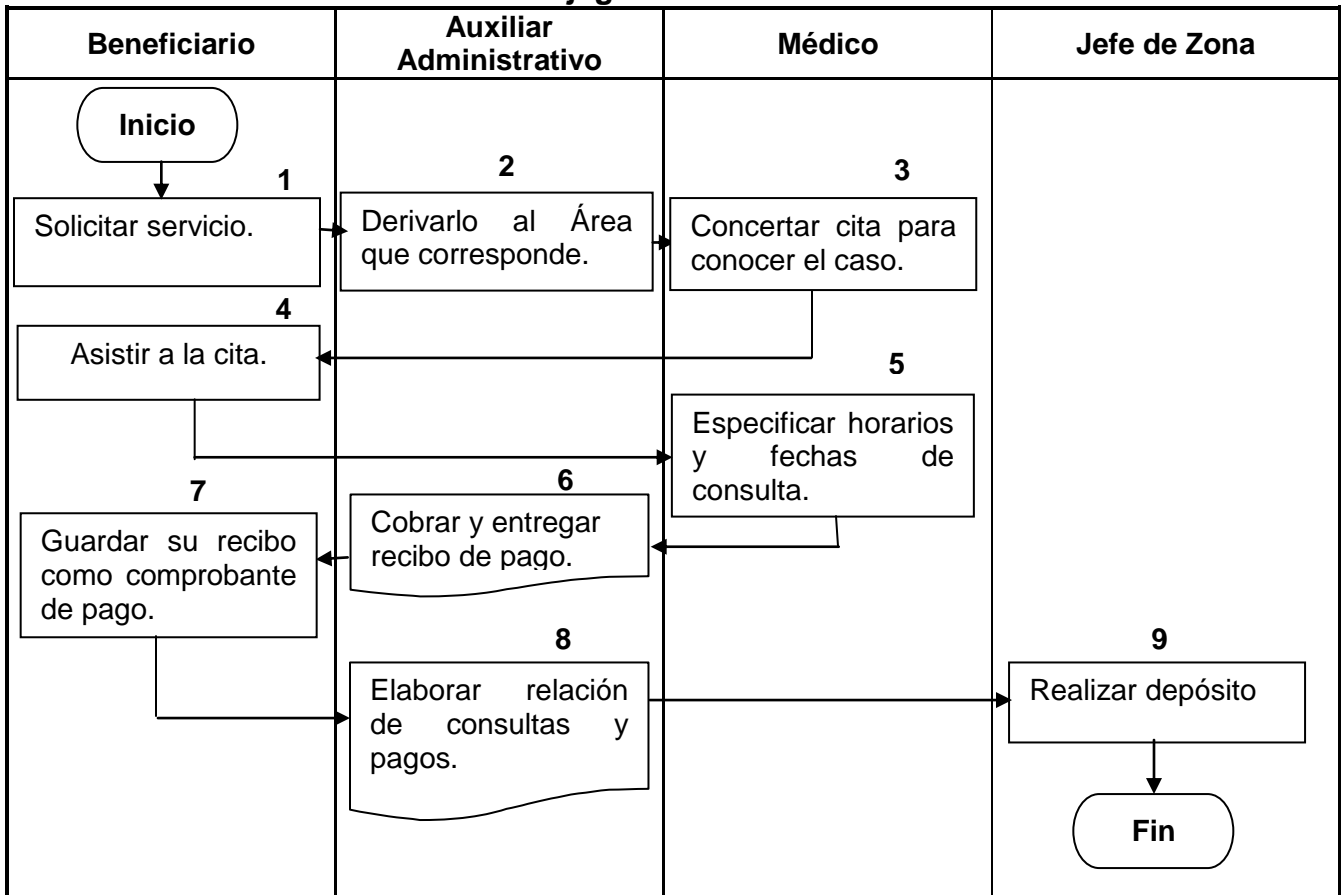 Beneficiario
Auxiliar
Administrativo
Médico
Jefe de Zona
Inicio
1
Solicitar servicio.
2
Derivarlo al Área
que corresponde.
3
Concertar cita para
conocer el caso.
4
Asistir a la cita.
5
Especificar horarios
y fechas de
consulta.
6
Cobrar y entregar
recibo de pago.
7
Guardar su recibo
como comprobante
de pago.
8
Elaborar relación
de consultas y
pagos.
9
Realizar depósito
Fin